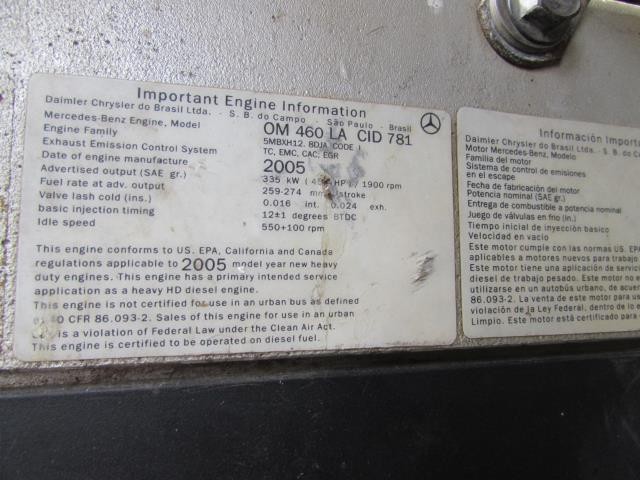 Important Engine Information
Daimler Chrysler do Brasil Ltda. - S. B. do Campo - São Paulo - Brasil
Mercedes-Benz Engine, Model OM 460 LA CID 781
Engine Family 5MBXH12. 8DJA CODE I
Exhaust Emission Control System TC, EMC, CAC, EGR
Date of engine manufacture 2005
Advertised output (SAE gr.) 335 kW ( HP) / 1900 rpm
Fuel rate at adv. output 259-274 /stroke
Valve lash cold (ins.) 0.016 int. 0.024 exh.
basic injection timing 12±1 degrees BTDC
Idle speed 550+100 rpm
This engine conforms to US. EPA, California and Canada
regulations applicable to 2005 model year new heavy
duty engines. This engine has a primary intended service
application as a heavy HD diesel engine.
This engine is not certified for use in an urban bus as defined
CFR 86.093-2. Sales of this engine for use in an urban
is a violation of Federal Law under the Clean Air Act.
This engine is certified to be operated on diesel fuel.
Información Importa
Daimler Chrysler do Brasil Ltda. - S.
Motor Mercedes-Benz, Modelo
Familia del motor
Sistema de control de emisiones
en el escape
Fecha de fabricación del motor
Potencia nominal (SAE gr.)
Entrega de combustible a potencia nominal
Juego de válvulas en frio (in.)
Tiempo inicial de inyección basico
Velocidad en vacio
Este motor cumple con las normas US. EPA
aplicables a motores nuevos para trabajo
Este motor tiene una aplicación de servicio
diesel de trabajo pesado. Este motor no es
utilizarse en un autobús urbano, de acue
86.093-2. La venta de este motor para us
violación de la Ley Federal, dentro de lo e
Limpio. Este motor está certificado para